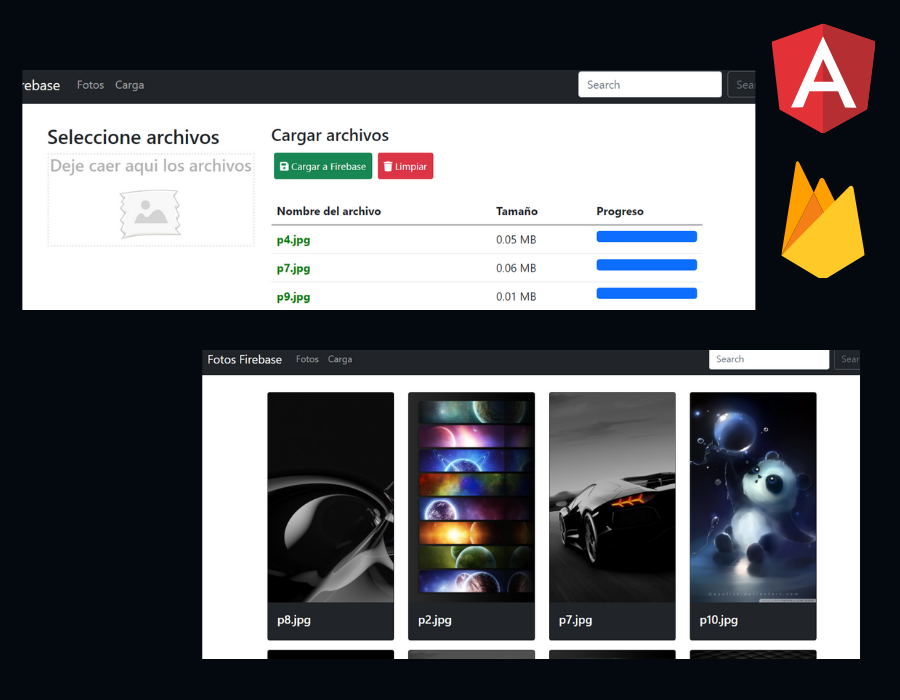 rebase Fotos Carga Search Sea
Seleccione archivos
Deje caer aqui los archivos
Cargar archivos
Cargar a Firebase Limpiar
Nombre del archivo Tamaño Progreso
p4.jpg 0.05 MB
p7.jpg 0.06 MB
p9.jpg 0.01 MB
Fotos Firebase Fotos Carga Search Sear
p8.jpg p2.jpg p7.jpg p10.jpg